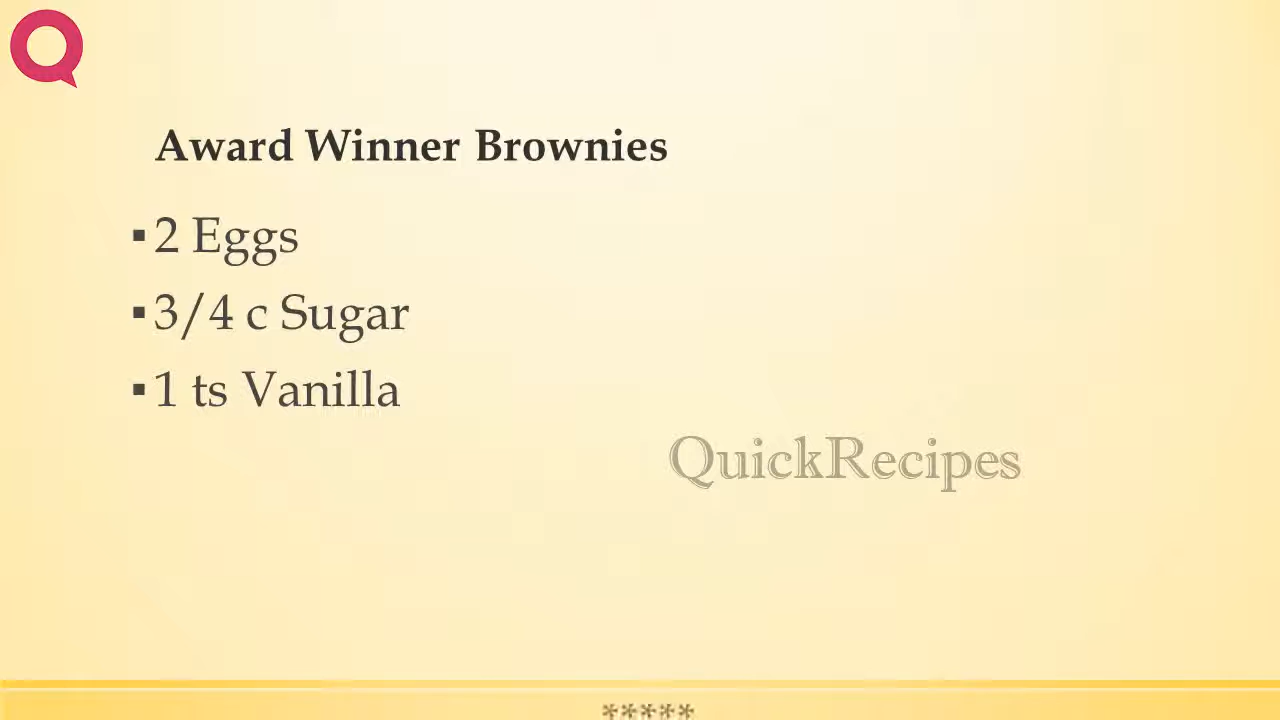 Award Winner Brownies
▪2 Eggs
▪3/4 c Sugar
▪1 ts Vanilla
QuickRecipes
*****